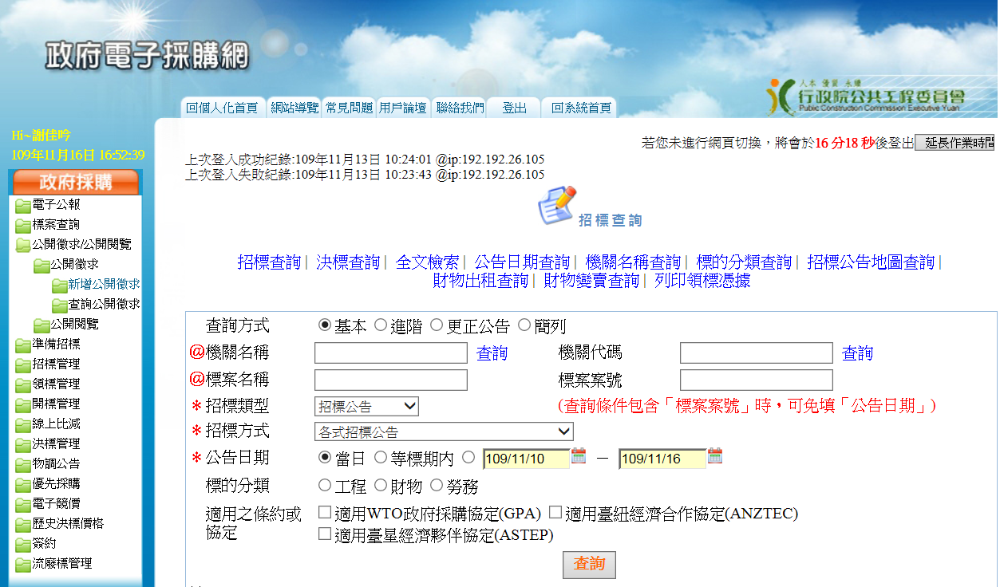 政府電子採購網
人本 優質 永續
行政院公共工程委員會
Public Construction Commission Executive Yuan
回個人化首頁 網站導覽 常見問題 用戶論壇 聯絡我們 登出 回系統首頁
Hi~謝佳吟
109年11月16日 16:52:39
若您未進行網頁切換，將會於16 分18 秒後登出 延長作業時間
上次登入成功紀錄:109年11月13日 10:24:01 @ip:192.192.26.105
上次登入失敗紀錄:109年11月13日 10:23:43 @ip:192.192.26.105
政府採購
電子公報
標案查詢
公開徵求/公開閱覽
公開徵求
新增公開徵求
查詢公開徵求
公開閱覽
準備招標
招標管理
領標管理
開標管理
線上比減
決標管理
物調公告
優先採購
電子競價
歷史決標價格
簽約
流廢標管理
招標查詢
招標查詢| 決標查詢| 全文檢索| 公告日期查詢| 機關名稱查詢| 標的分類查詢| 招標公告地圖查詢|
財物出租查詢| 財物變賣查詢| 列印領標憑據
查詢方式 基本 進階 更正公告 簡列
@機關名稱 查詢 機關代碼 查詢
@標案名稱 標案案號
*招標類型 招標公告 (查詢條件包含「標案案號」時，可免填「公告日期」)
*招標方式 各式招標公告
*公告日期 當日 等標期內 109/11/10 － 109/11/16
標的分類 工程 財物 勞務
適用之條約或協定 適用WTO政府採購協定(GPA) 適用臺紐經濟合作協定(ANZTEC)
適用臺星經濟夥伴協定(ASTEP)
查詢